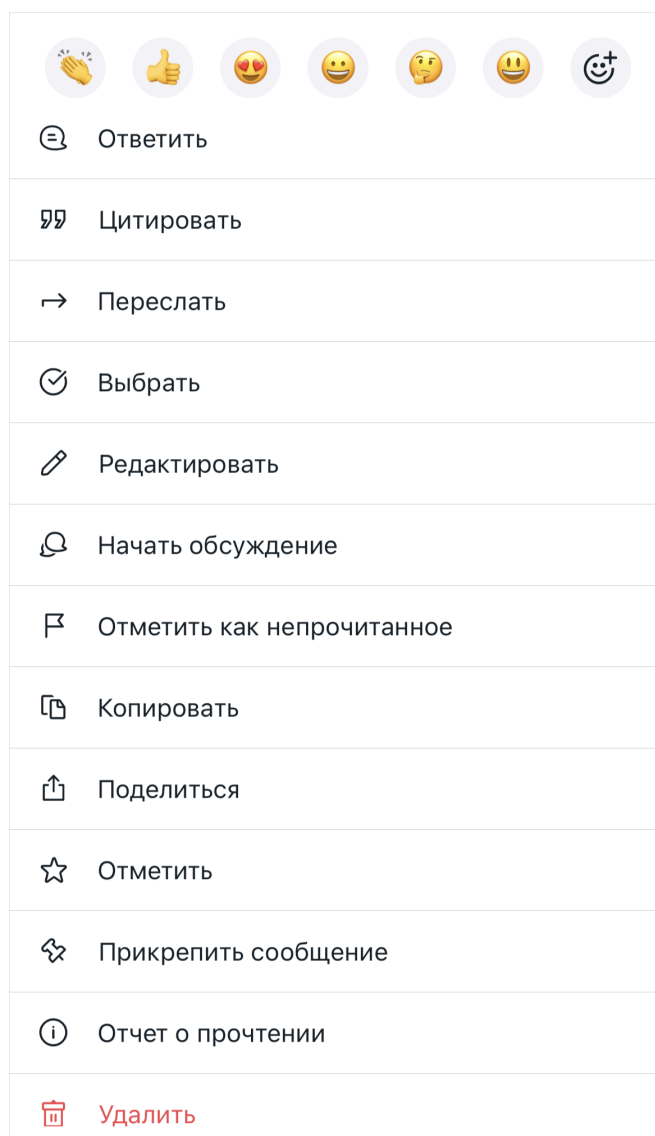 Ответить
Цитировать
Переслать
Выбрать
Редактировать
Начать обсуждение
Отметить как непрочитанное
Копировать
Поделиться
Отметить
Прикрепить сообщение
Отчет о прочтении
Удалить